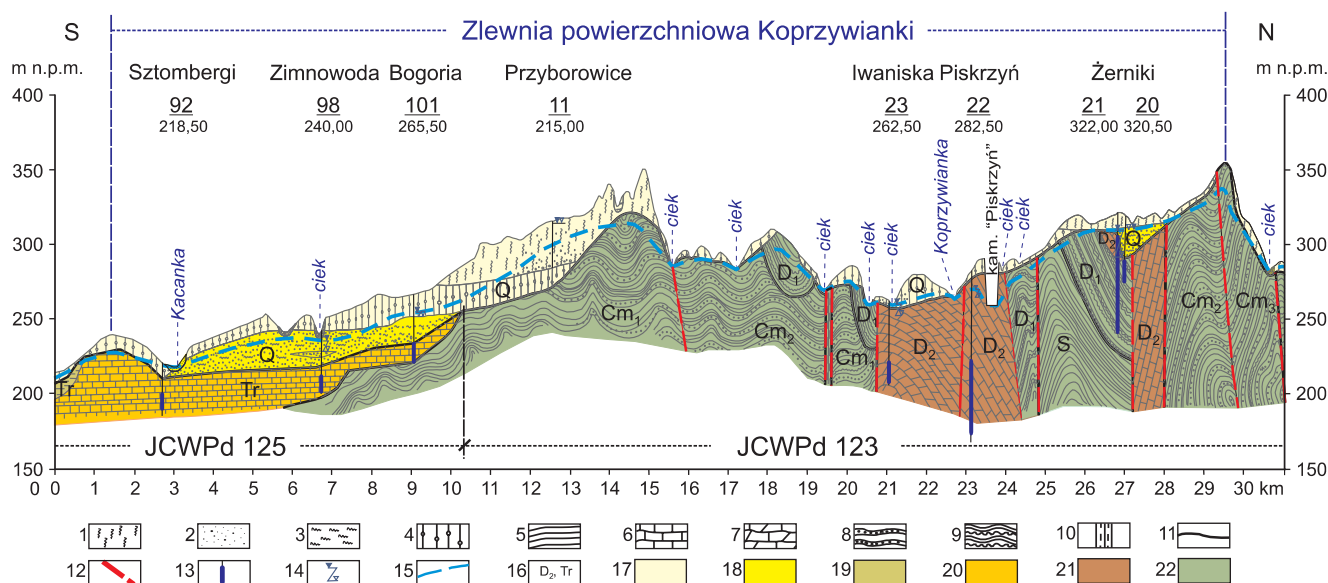 S Zlewnia powierzchniowa Koprzywianki N
m n.p.m. Sztombergi Zimnowoda Bogoria Przyborowice Iwaniska Piskrzyń Żerniki m n.p.m.
400 92 98 101 11 23 22 21 20 400
218,50 240,00 265,50 215,00 262,50 282,50 322,00 320,50
350 350
300 300
250 250
200 200
150 150
Kacanka ciek ciek ciek ciek ciek ciek Koprzywianka kam. "Piskrzyń" ciek ciek ciek
Tr Tr Q Q Cm1 Cm2 D1 Cm1 D1 Q D2 D2 D1 S D1 D2 Q D2 Cm2 Cm3
JCWPd 125 JCWPd 123
0 0 1 2 3 4 5 6 7 8 9 10 11 12 13 14 15 16 17 18 19 20 21 22 23 24 25 26 27 28 29 30 km
1 2 3 4 5 6 7 8 9 10 11
12 13 14 15 16 D2, Tr 17 18 19 20 21 22